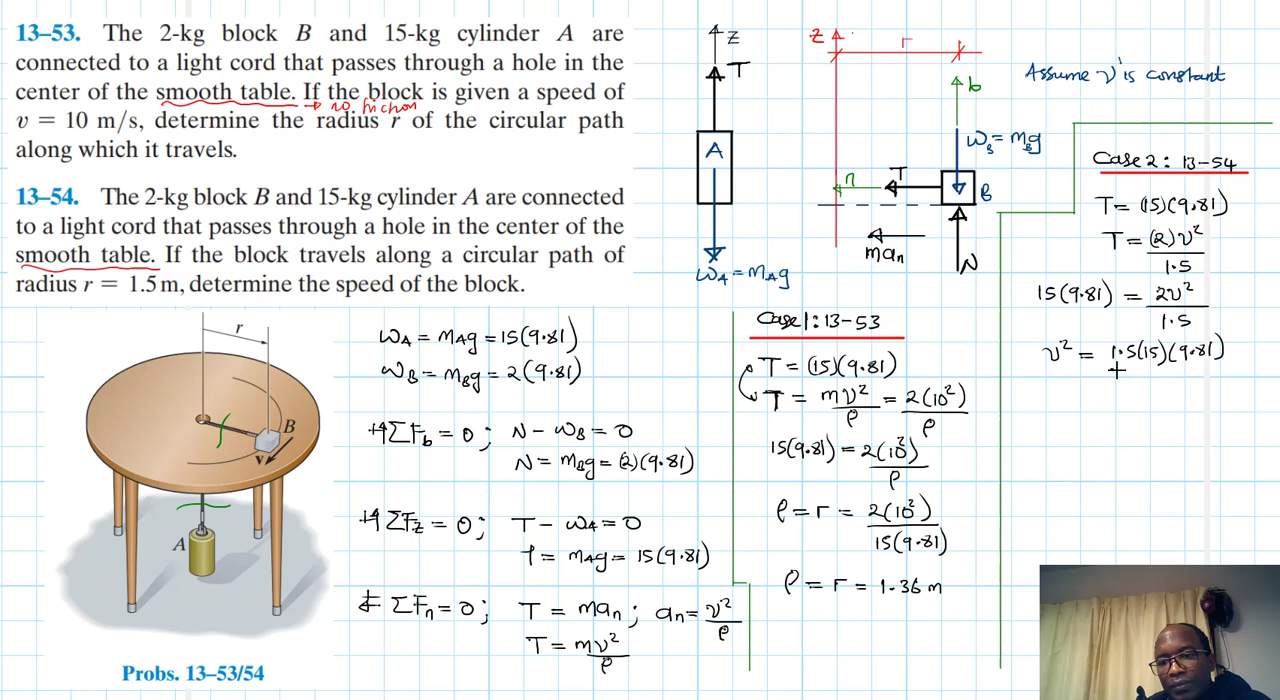 13–53. The 2-kg block B and 15-kg cylinder A are
connected to a light cord that passes through a hole in the
center of the smooth table. If the block is given a speed of
→ no friction
v = 10 m/s, determine the radius r of the circular path
along which it travels.
13–54. The 2-kg block B and 15-kg cylinder A are connected
to a light cord that passes through a hole in the center of the
smooth table. If the block travels along a circular path of
radius r = 1.5 m, determine the speed of the block.
r
B
v
A
Probs. 13–53/54
Z
T
A
W_A = m_Ag
Z
r
b
W_B = m_Bg
n
T
B
ma_n
N
Assume v is constant
W_A = m_Ag = 15(9.81)
W_B = m_Bg = 2(9.81)
+↑ΣF_b = 0; N - W_B = 0
N = m_Bg = (2)(9.81)
+↑ΣF_z = 0; T - W_A = 0
T = m_Ag = 15(9.81)
←+ ΣF_n = 0; T = ma_n; a_n = v²/ρ
T = mv²/ρ
Case 1: 13-53
T = (15)(9.81)
T = mv²/ρ = 2(10²)/ρ
15(9.81) = 2(10²)/ρ
ρ = r = 2(10²)/15(9.81)
ρ = r = 1.36 m
Case 2: 13-54
T = (15)(9.81)
T = (2)v²/1.5
15(9.81) = 2v²/1.5
v² = 1.5(15)(9.81)